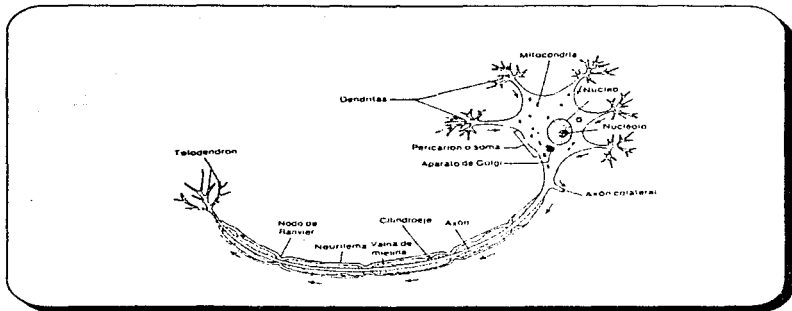 Mitocondria
Núcleo
Dendritas
Nucleolo
Pericarion o soma
Aparato de Golgi
Telodendron
Axón colateral
Nodo de
Ranvier
Neurilema
Vaina de
mielina
Cilindroeje
Axón